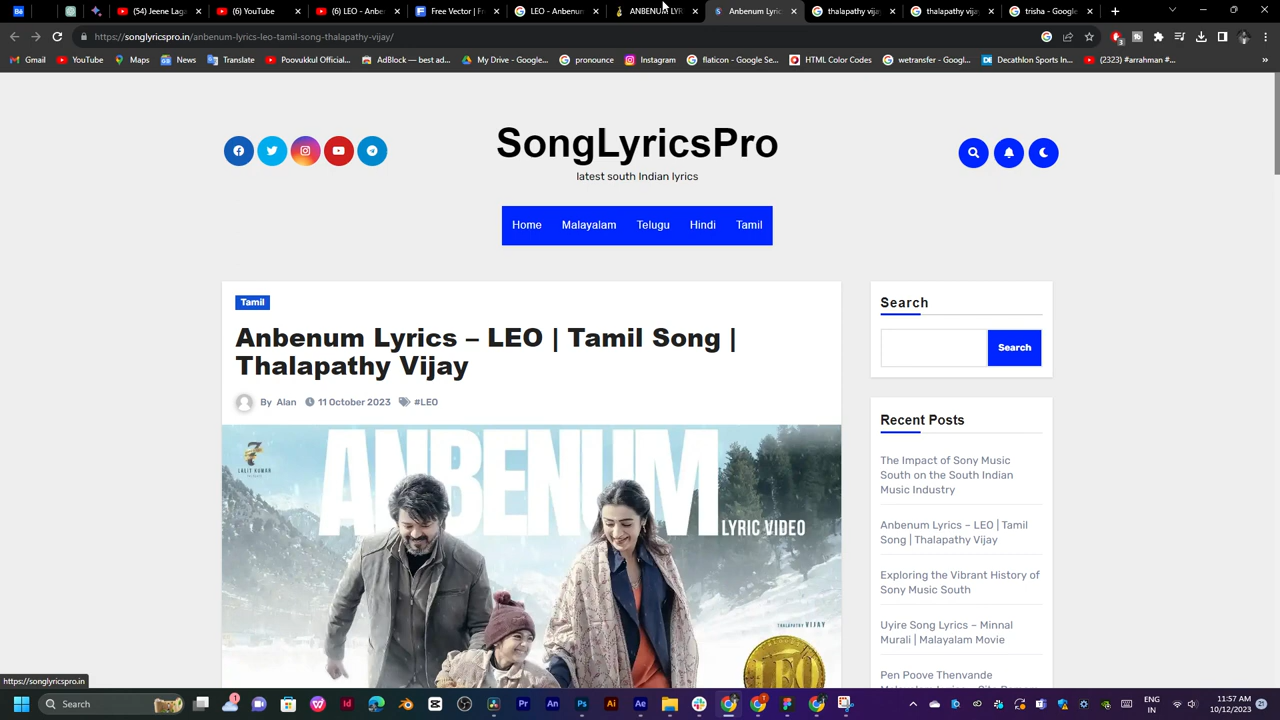 (54) Jeene Laga
(6) YouTube
(6) LEO - Anbe
Free Vector | F
LEO - Anbenum
ANBENUM LYR
Anbenum Lyric
thalapathy vijay
thalapathy vijay
trisha - Google
https://songlyricspro.in/anbenum-lyrics-leo-tamil-song-thalapathy-vijay/
Gmail
YouTube
Maps
News
Translate
Poovukkul Official...
AdBlock — best ad...
My Drive - Google...
pronounce
Instagram
flaticon - Google Se...
HTML Color Codes
wetransfer - Googl...
Decathlon Sports In...
(2323) #arrahman #...
SongLyricsPro
latest south Indian lyrics
Home
Malayalam
Telugu
Hindi
Tamil
Tamil
Anbenum Lyrics – LEO | Tamil Song |
Thalapathy Vijay
By Alan
11 October 2023
#LEO
ANBENUM
LYRIC VIDEO
LALIT KUMAR
THALAPATHY VIJAY
LEO
Search
Search
Recent Posts
The Impact of Sony Music
South on the South Indian
Music Industry
Anbenum Lyrics – LEO | Tamil
Song | Thalapathy Vijay
Exploring the Vibrant History of
Sony Music South
Uyire Song Lyrics – Minnal
Murali | Malayalam Movie
Pen Poove Thenvande
https://songlyricspro.in
Search
ENG
IN
11:57 AM
10/12/2023